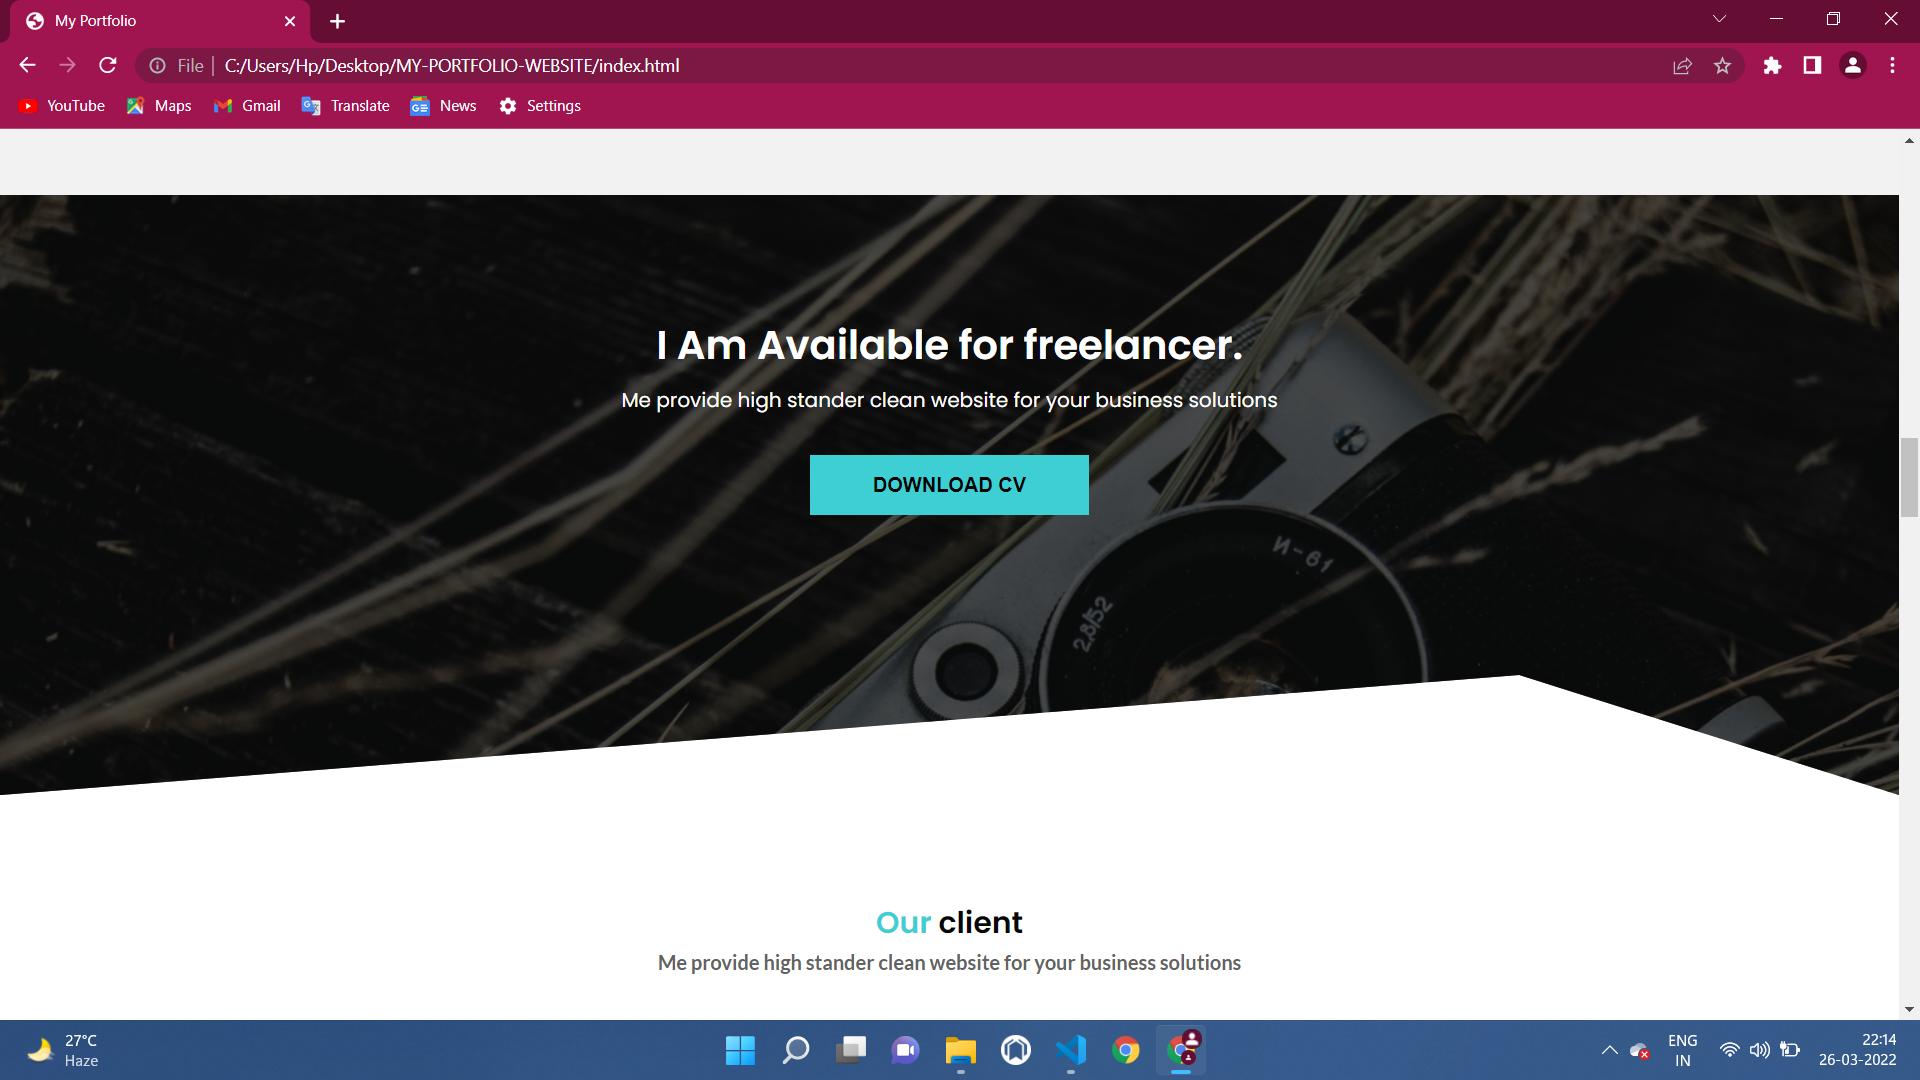 My Portfolio
File | C:/Users/Hp/Desktop/MY-PORTFOLIO-WEBSITE/index.html
YouTube Maps Gmail Translate News Settings
I Am Available for freelancer.
Me provide high stander clean website for your business solutions
DOWNLOAD CV
И-61
2,8/52
Our client
Me provide high stander clean website for your business solutions
27°C
Haze
ENG
IN
22:14
26-03-2022